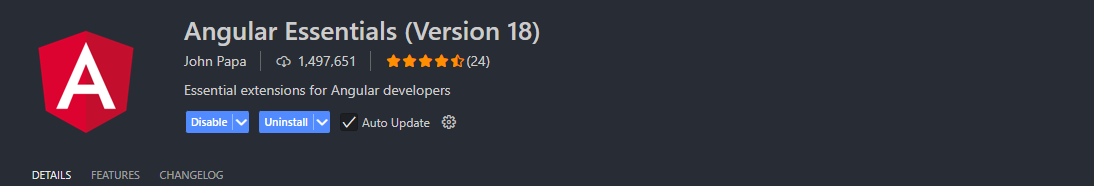 Angular Essentials (Version 18)
John Papa 1,497,651 (24)
Essential extensions for Angular developers
Disable Uninstall Auto Update
DETAILS FEATURES CHANGELOG